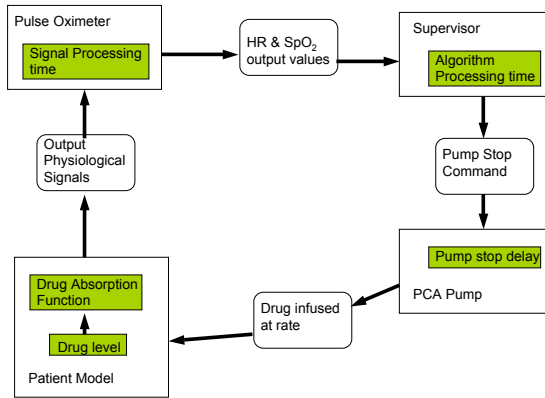 Pulse Oximeter
Signal Processing
time
HR & SpO₂
output values
Supervisor
Algorithm
Processing time
Output
Physiological
Signals
Pump Stop
Command
Pump stop delay
PCA Pump
Drug infused
at rate
Drug Absorption
Function
Drug level
Patient Model